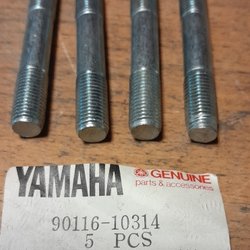 YAMAHA GENUINE
parts & accessories
90116-10314
5 PCS